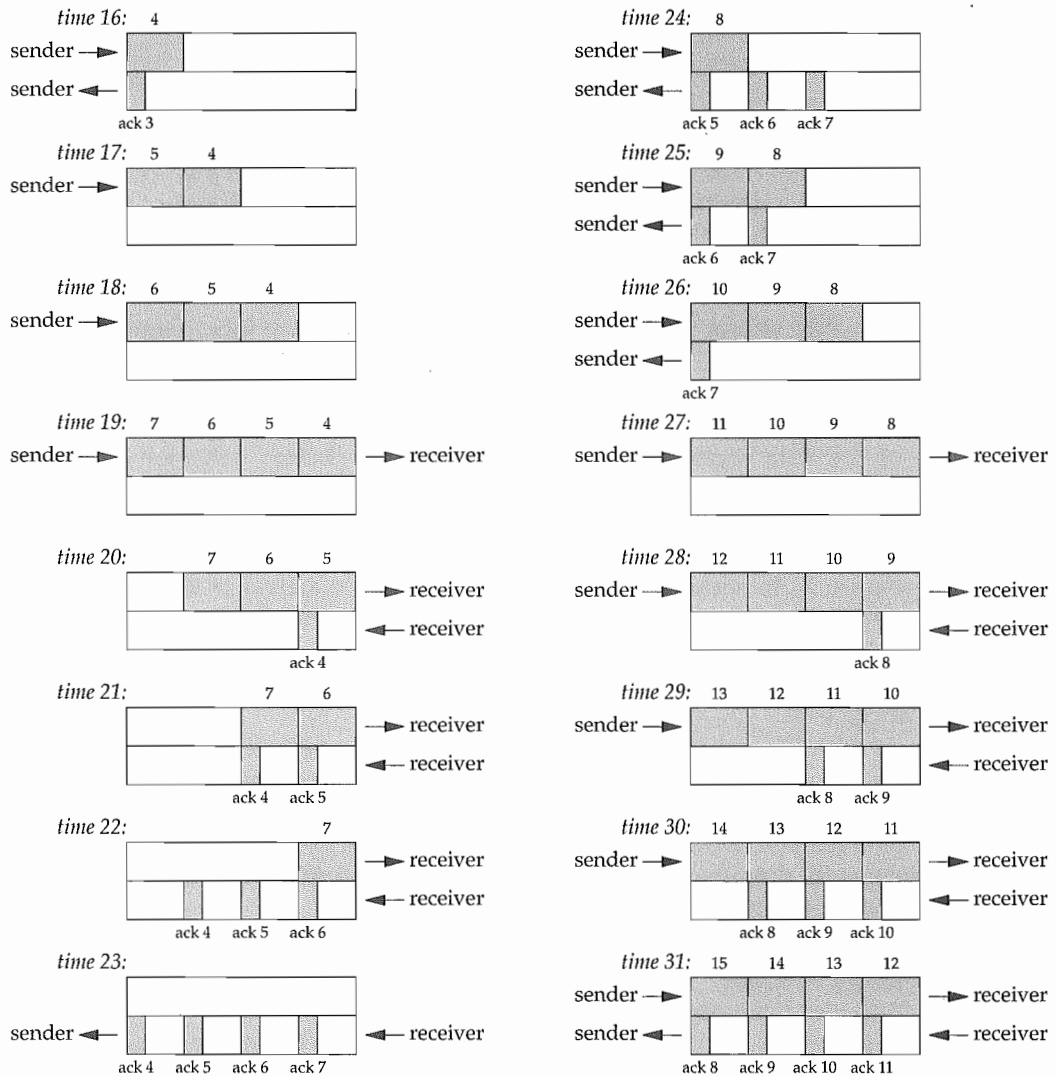 time 16: 4
sender
sender
ack 3
time 17: 5 4
sender
time 18: 6 5 4
sender
time 19: 7 6 5 4
sender receiver
time 20: 7 6 5
receiver
receiver
ack 4
time 21: 7 6
receiver
receiver
ack 4 ack 5
time 22: 7
receiver
receiver
ack 4 ack 5 ack 6
time 23:
sender receiver
ack 4 ack 5 ack 6 ack 7
time 24: 8
sender
sender
ack 5 ack 6 ack 7
time 25: 9 8
sender
sender
ack 6 ack 7
time 26: 10 9 8
sender
sender
ack 7
time 27: 11 10 9 8
sender receiver
time 28: 12 11 10 9
sender receiver
receiver
ack 8
time 29: 13 12 11 10
sender receiver
receiver
ack 8 ack 9
time 30: 14 13 12 11
sender receiver
receiver
ack 8 ack 9 ack 10
time 31: 15 14 13 12
sender receiver
sender receiver
ack 8 ack 9 ack 10 ack 11